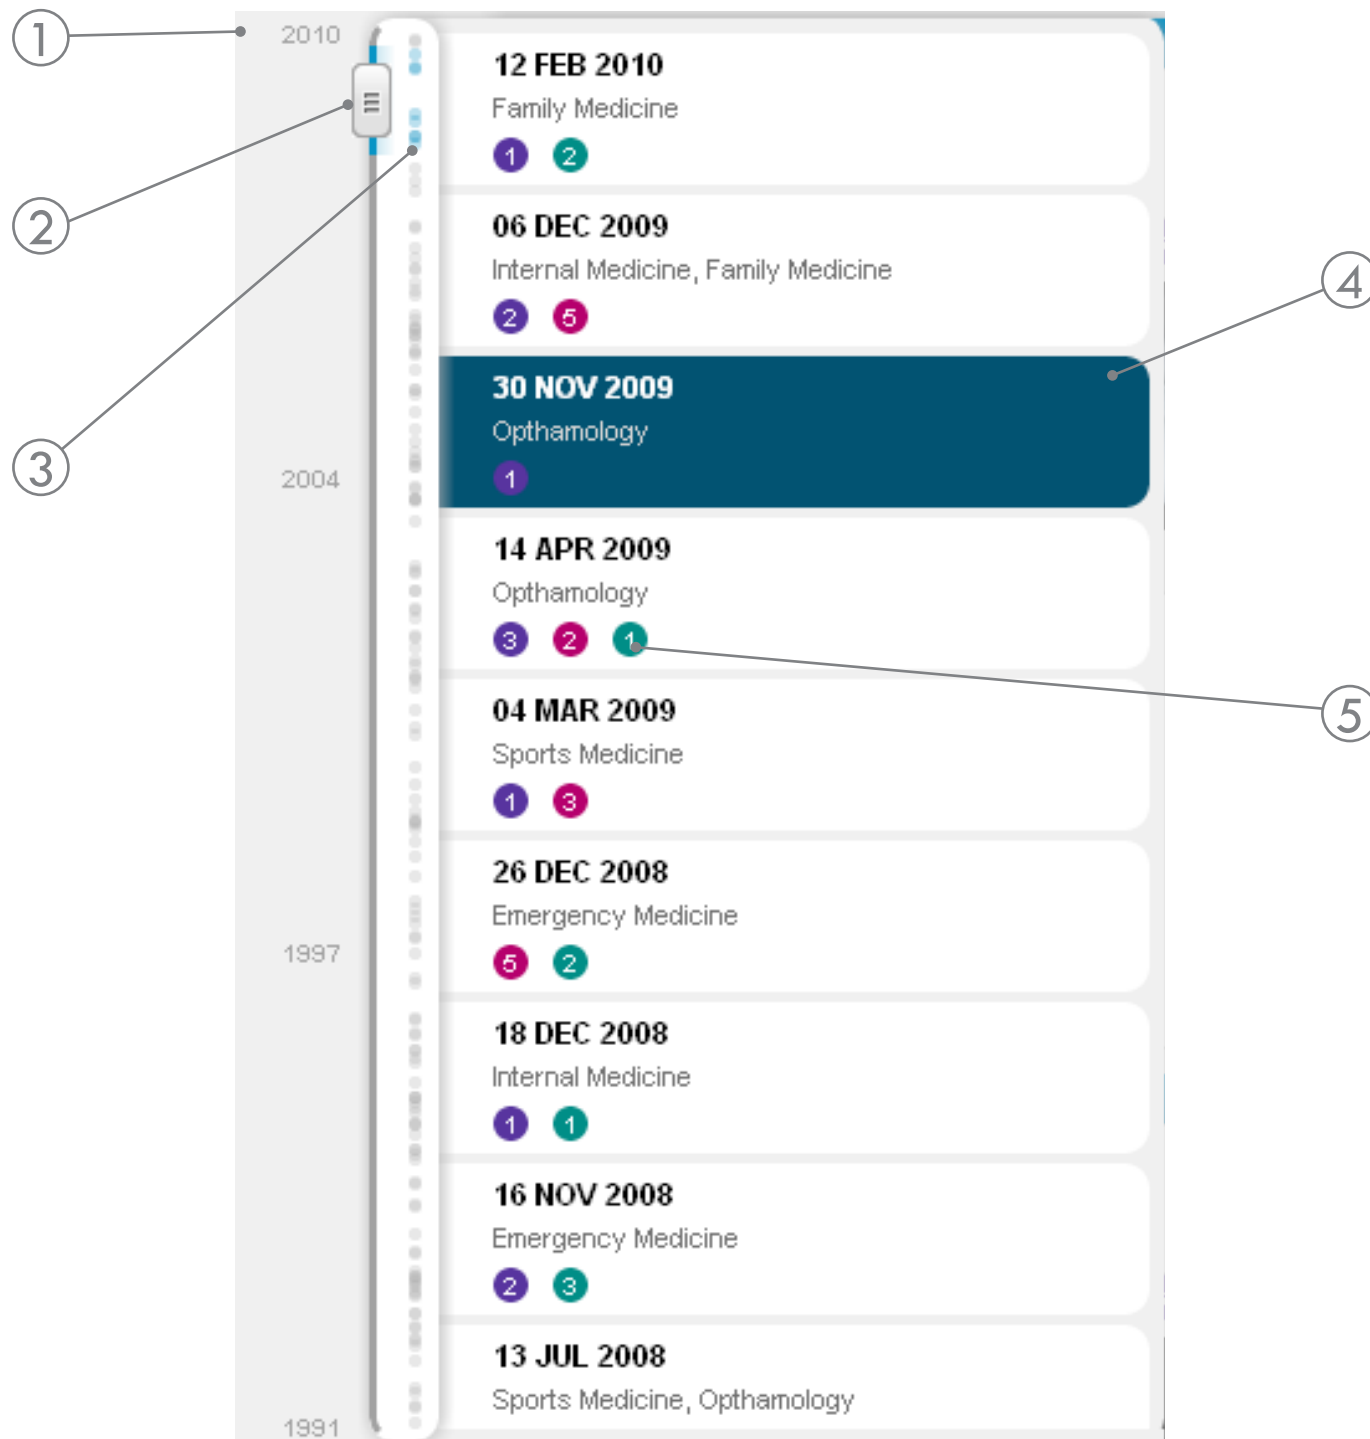 1
2010
12 FEB 2010
Family Medicine
1 2
2
06 DEC 2009
Internal Medicine, Family Medicine
2 5
4
30 NOV 2009
Opthamology
1
3
2004
14 APR 2009
Opthamology
3 2 1
5
04 MAR 2009
Sports Medicine
1 3
26 DEC 2008
Emergency Medicine
1997
5 2
18 DEC 2008
Internal Medicine
1 1
16 NOV 2008
Emergency Medicine
2 3
13 JUL 2008
Sports Medicine, Opthamology
1991